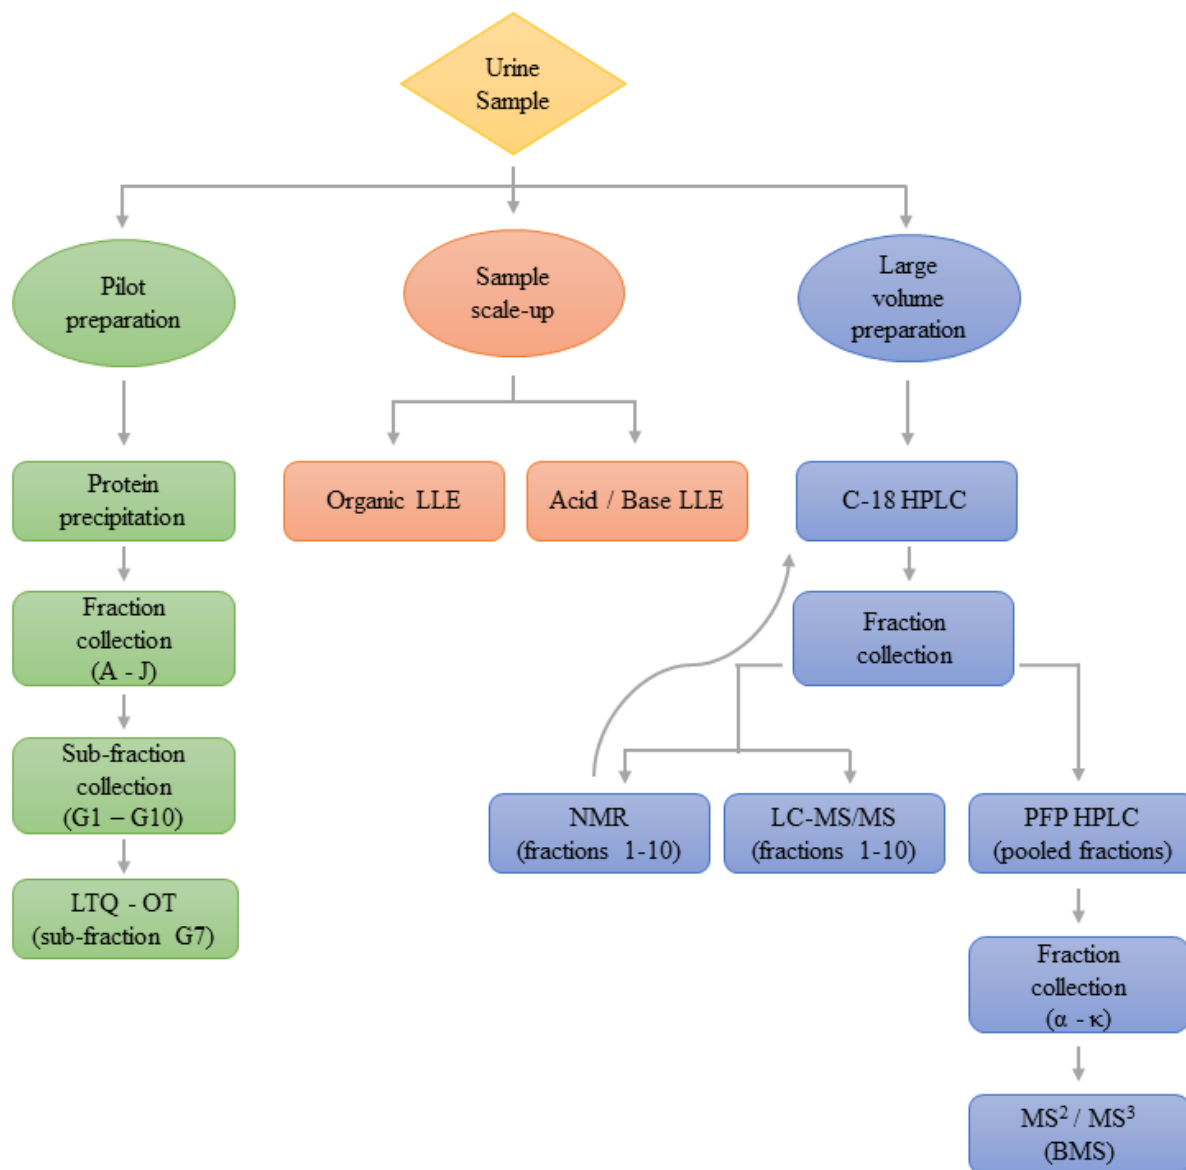 Urine
Sample
Pilot
preparation
Sample
scale-up
Large
volume
preparation
Protein
precipitation
Organic LLE
Acid / Base LLE
C-18 HPLC
Fraction
collection
(A - J)
Fraction
collection
Sub-fraction
collection
(G1 – G10)
NMR
(fractions 1-10)
LC-MS/MS
(fractions 1-10)
PFP HPLC
(pooled fractions)
LTQ - OT
(sub-fraction G7)
Fraction
collection
(α - κ)
MS² / MS³
(BMS)